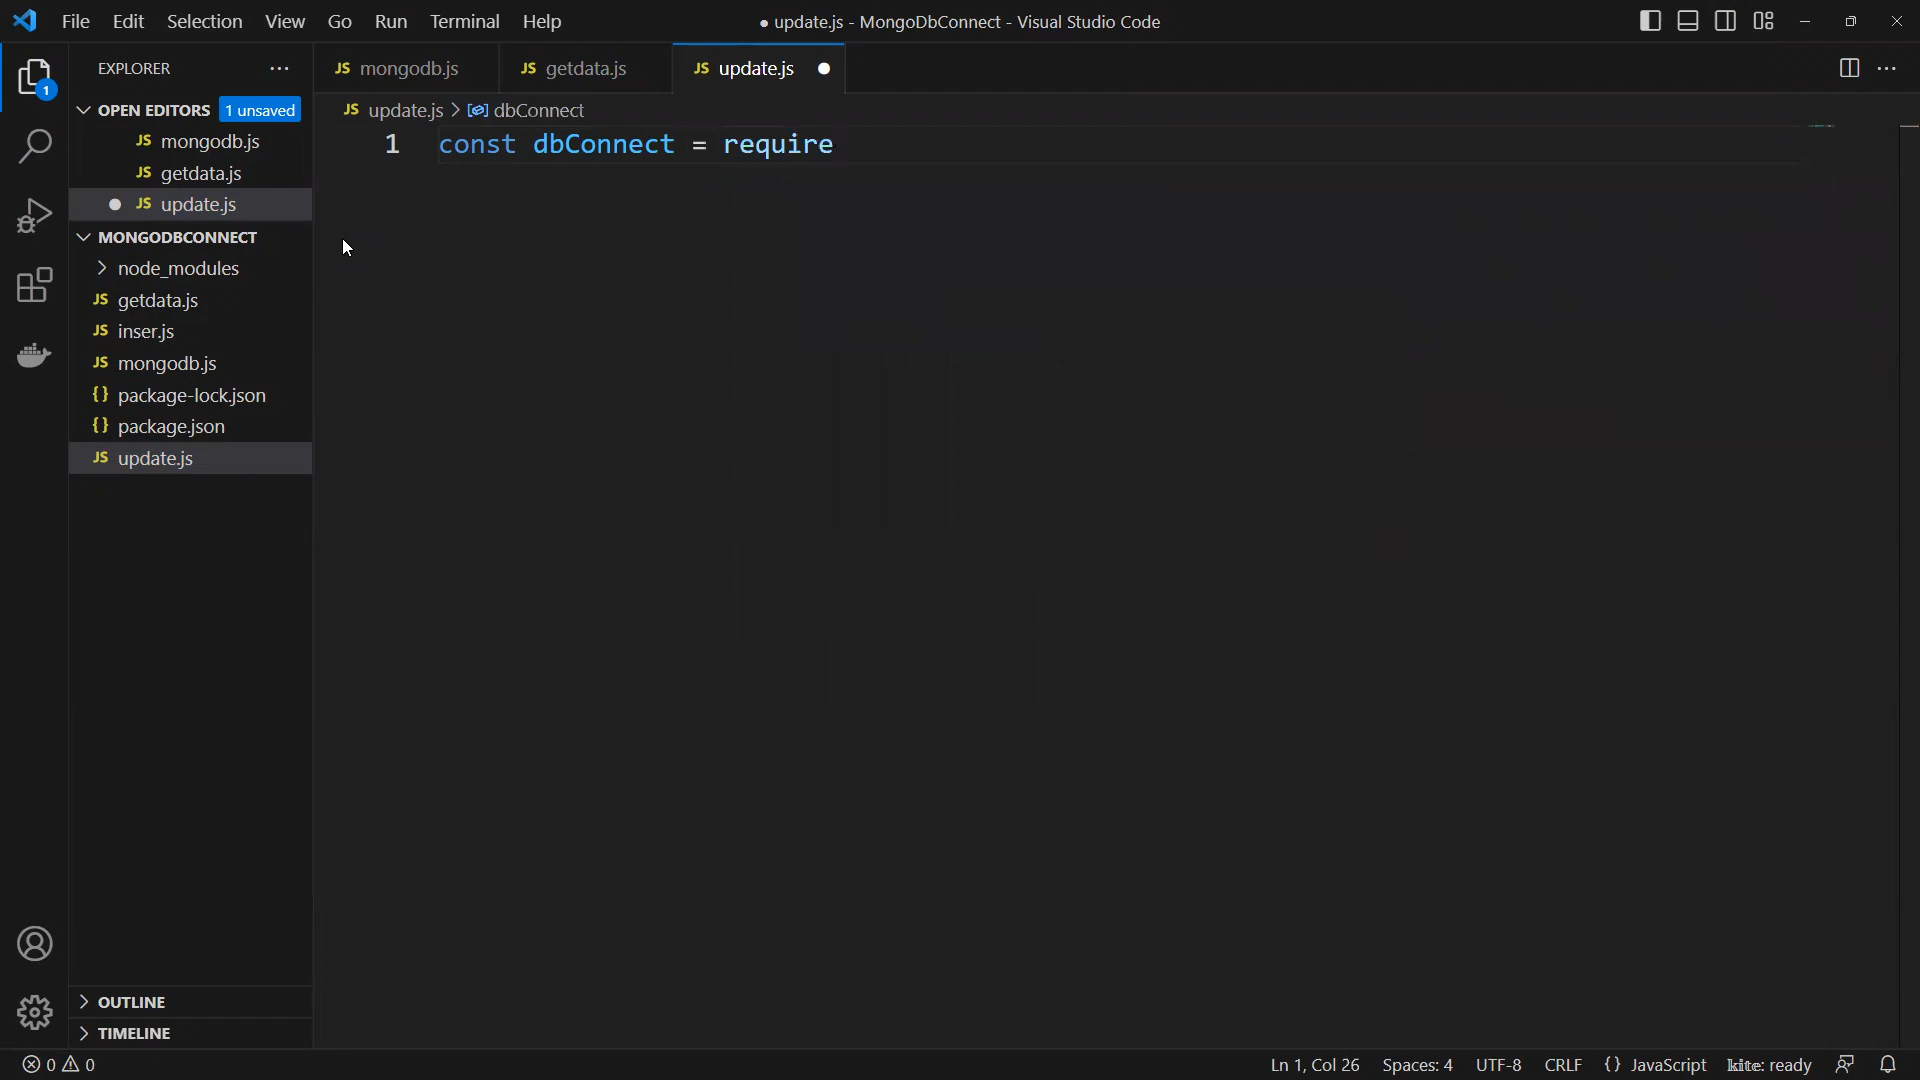 File Edit Selection View Go Run Terminal Help
● update.js - MongoDbConnect - Visual Studio Code
EXPLORER
1
OPEN EDITORS 1 unsaved
JS mongodb.js
JS getdata.js
● JS update.js
MONGODBCONNECT
node_modules
JS getdata.js
JS inser.js
JS mongodb.js
{} package-lock.json
{} package.json
JS update.js
OUTLINE
TIMELINE
JS mongodb.js JS getdata.js JS update.js ●
JS update.js > dbConnect
1 const dbConnect = require
0 0
Ln 1, Col 26 Spaces: 4 UTF-8 CRLF {} JavaScript kite: ready